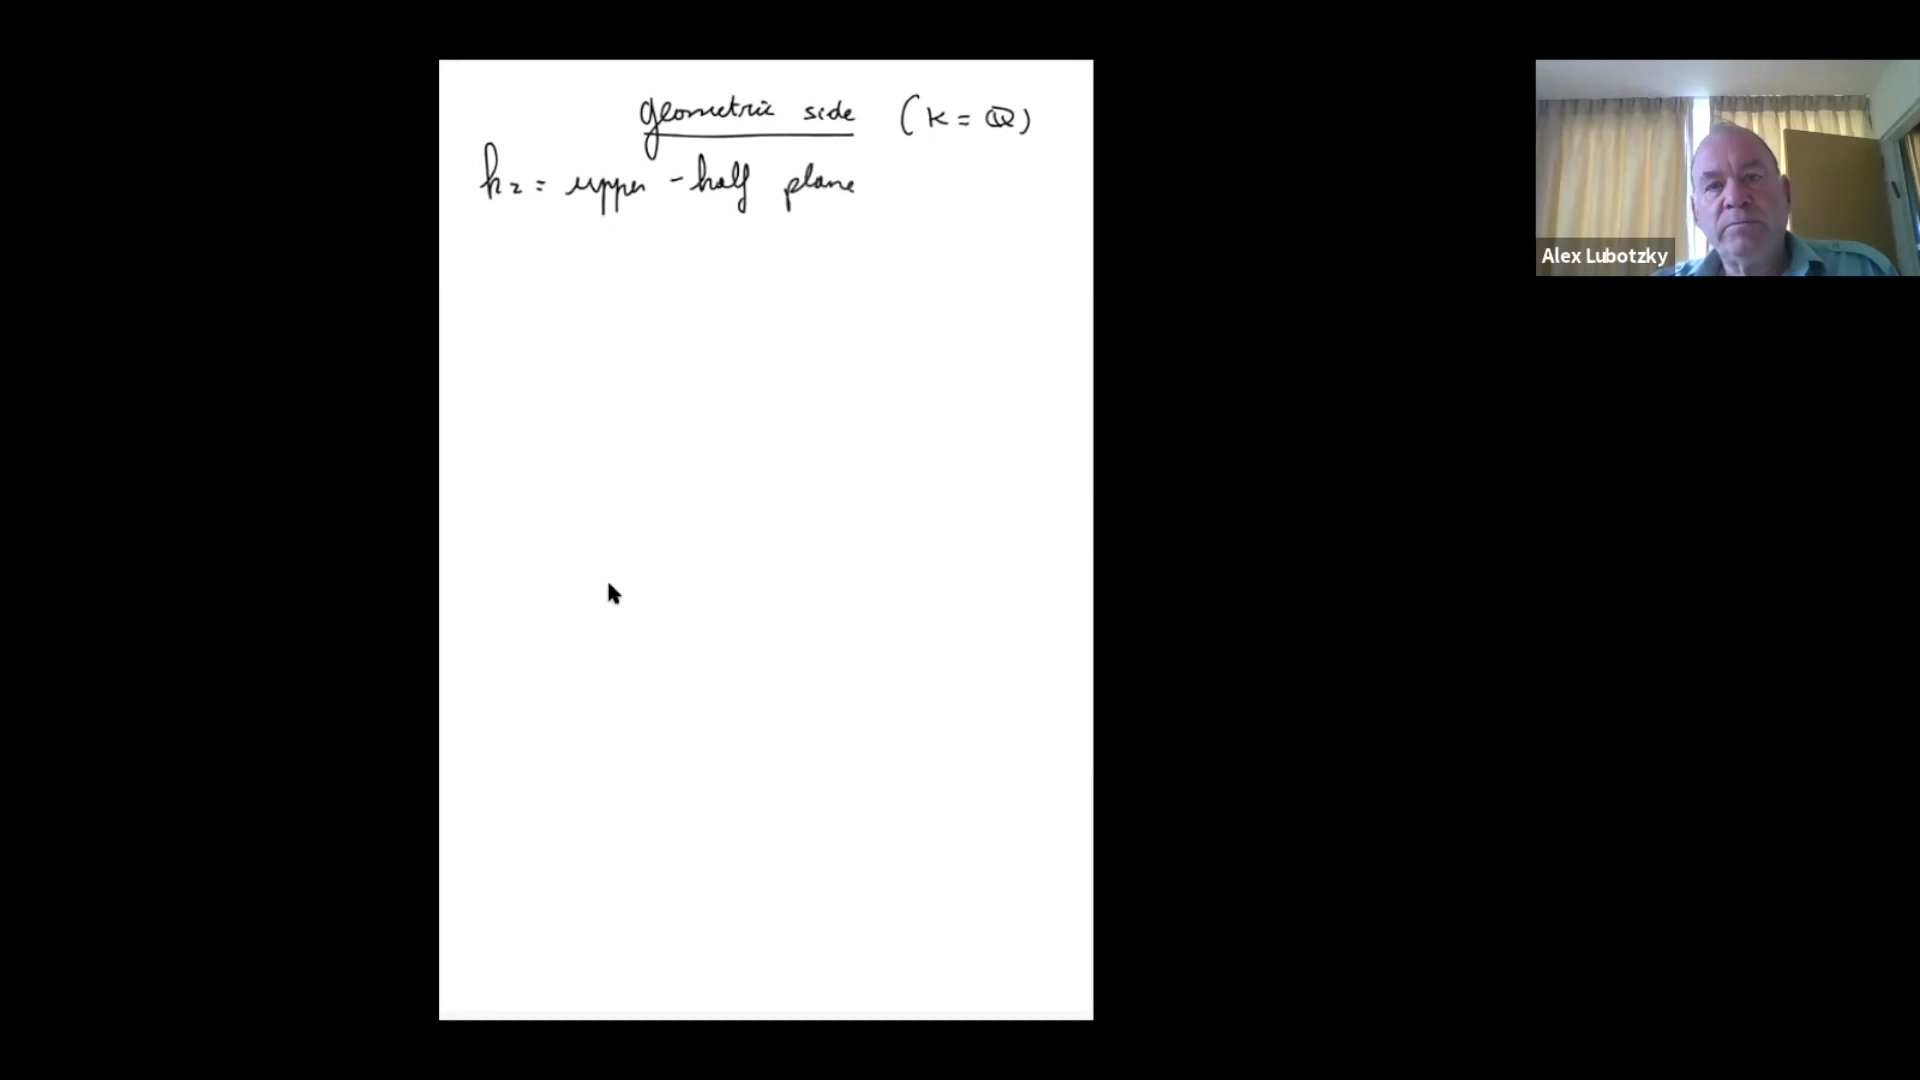 geometric side (K = ℚ)
h₂ = upper-half plane
Alex Lubotzky